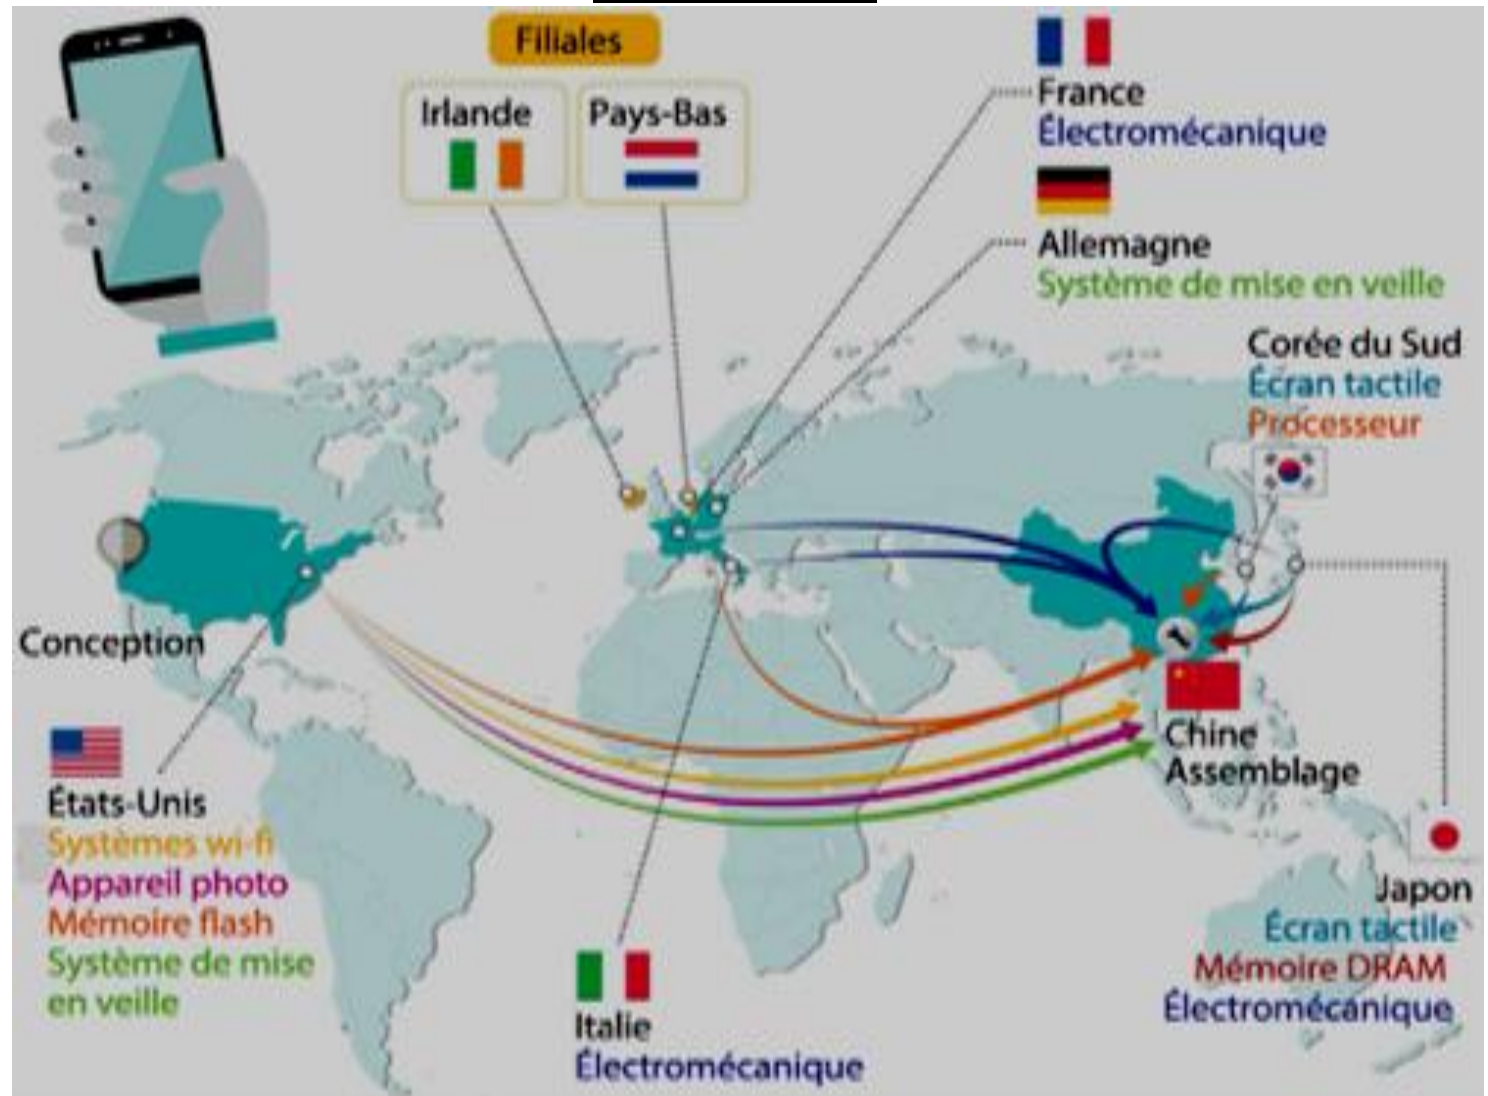 Filiales
Irlande
Pays-Bas
France
Électromécanique
Allemagne
Système de mise en veille
Corée du Sud
Écran tactile
Processeur
Conception
États-Unis
Systèmes wi-fi
Appareil photo
Mémoire flash
Système de mise
en veille
Chine
Assemblage
Italie
Électromécanique
Japon
Écran tactile
Mémoire DRAM
Électromécanique